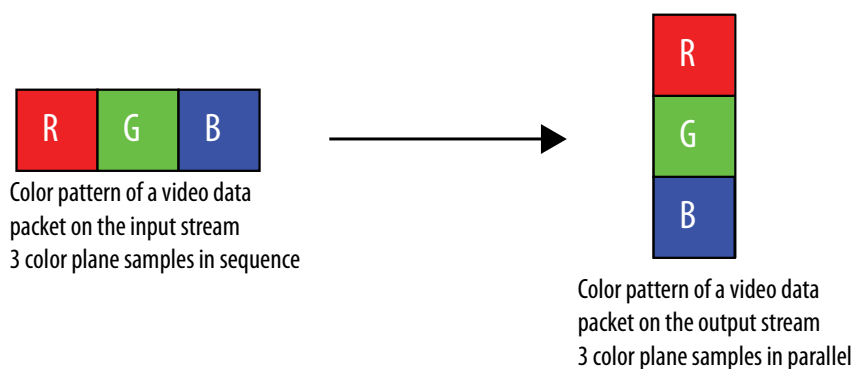 R G B
Color pattern of a video data
packet on the input stream
3 color plane samples in sequence
R
G
B
Color pattern of a video data
packet on the output stream
3 color plane samples in parallel